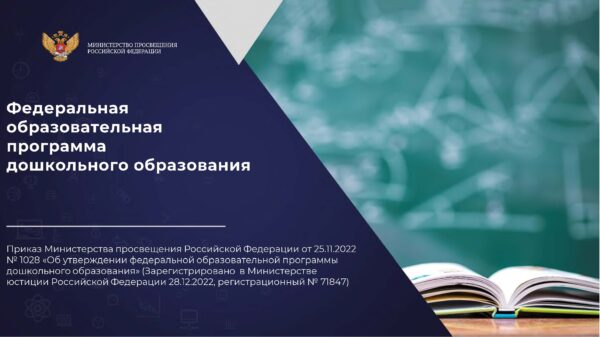 МИНИСТЕРСТВО ПРОСВЕЩЕНИЯ
РОССИЙСКОЙ ФЕДЕРАЦИИ
Федеральная
образовательная
программа
дошкольного образования
Приказ Министерства просвещения Российской Федерации от 25.11.2022
№ 1028 «Об утверждении федеральной образовательной программы
дошкольного образования» (Зарегистрировано в Министерстве
юстиции Российской Федерации 28.12.2022, регистрационный № 71847)